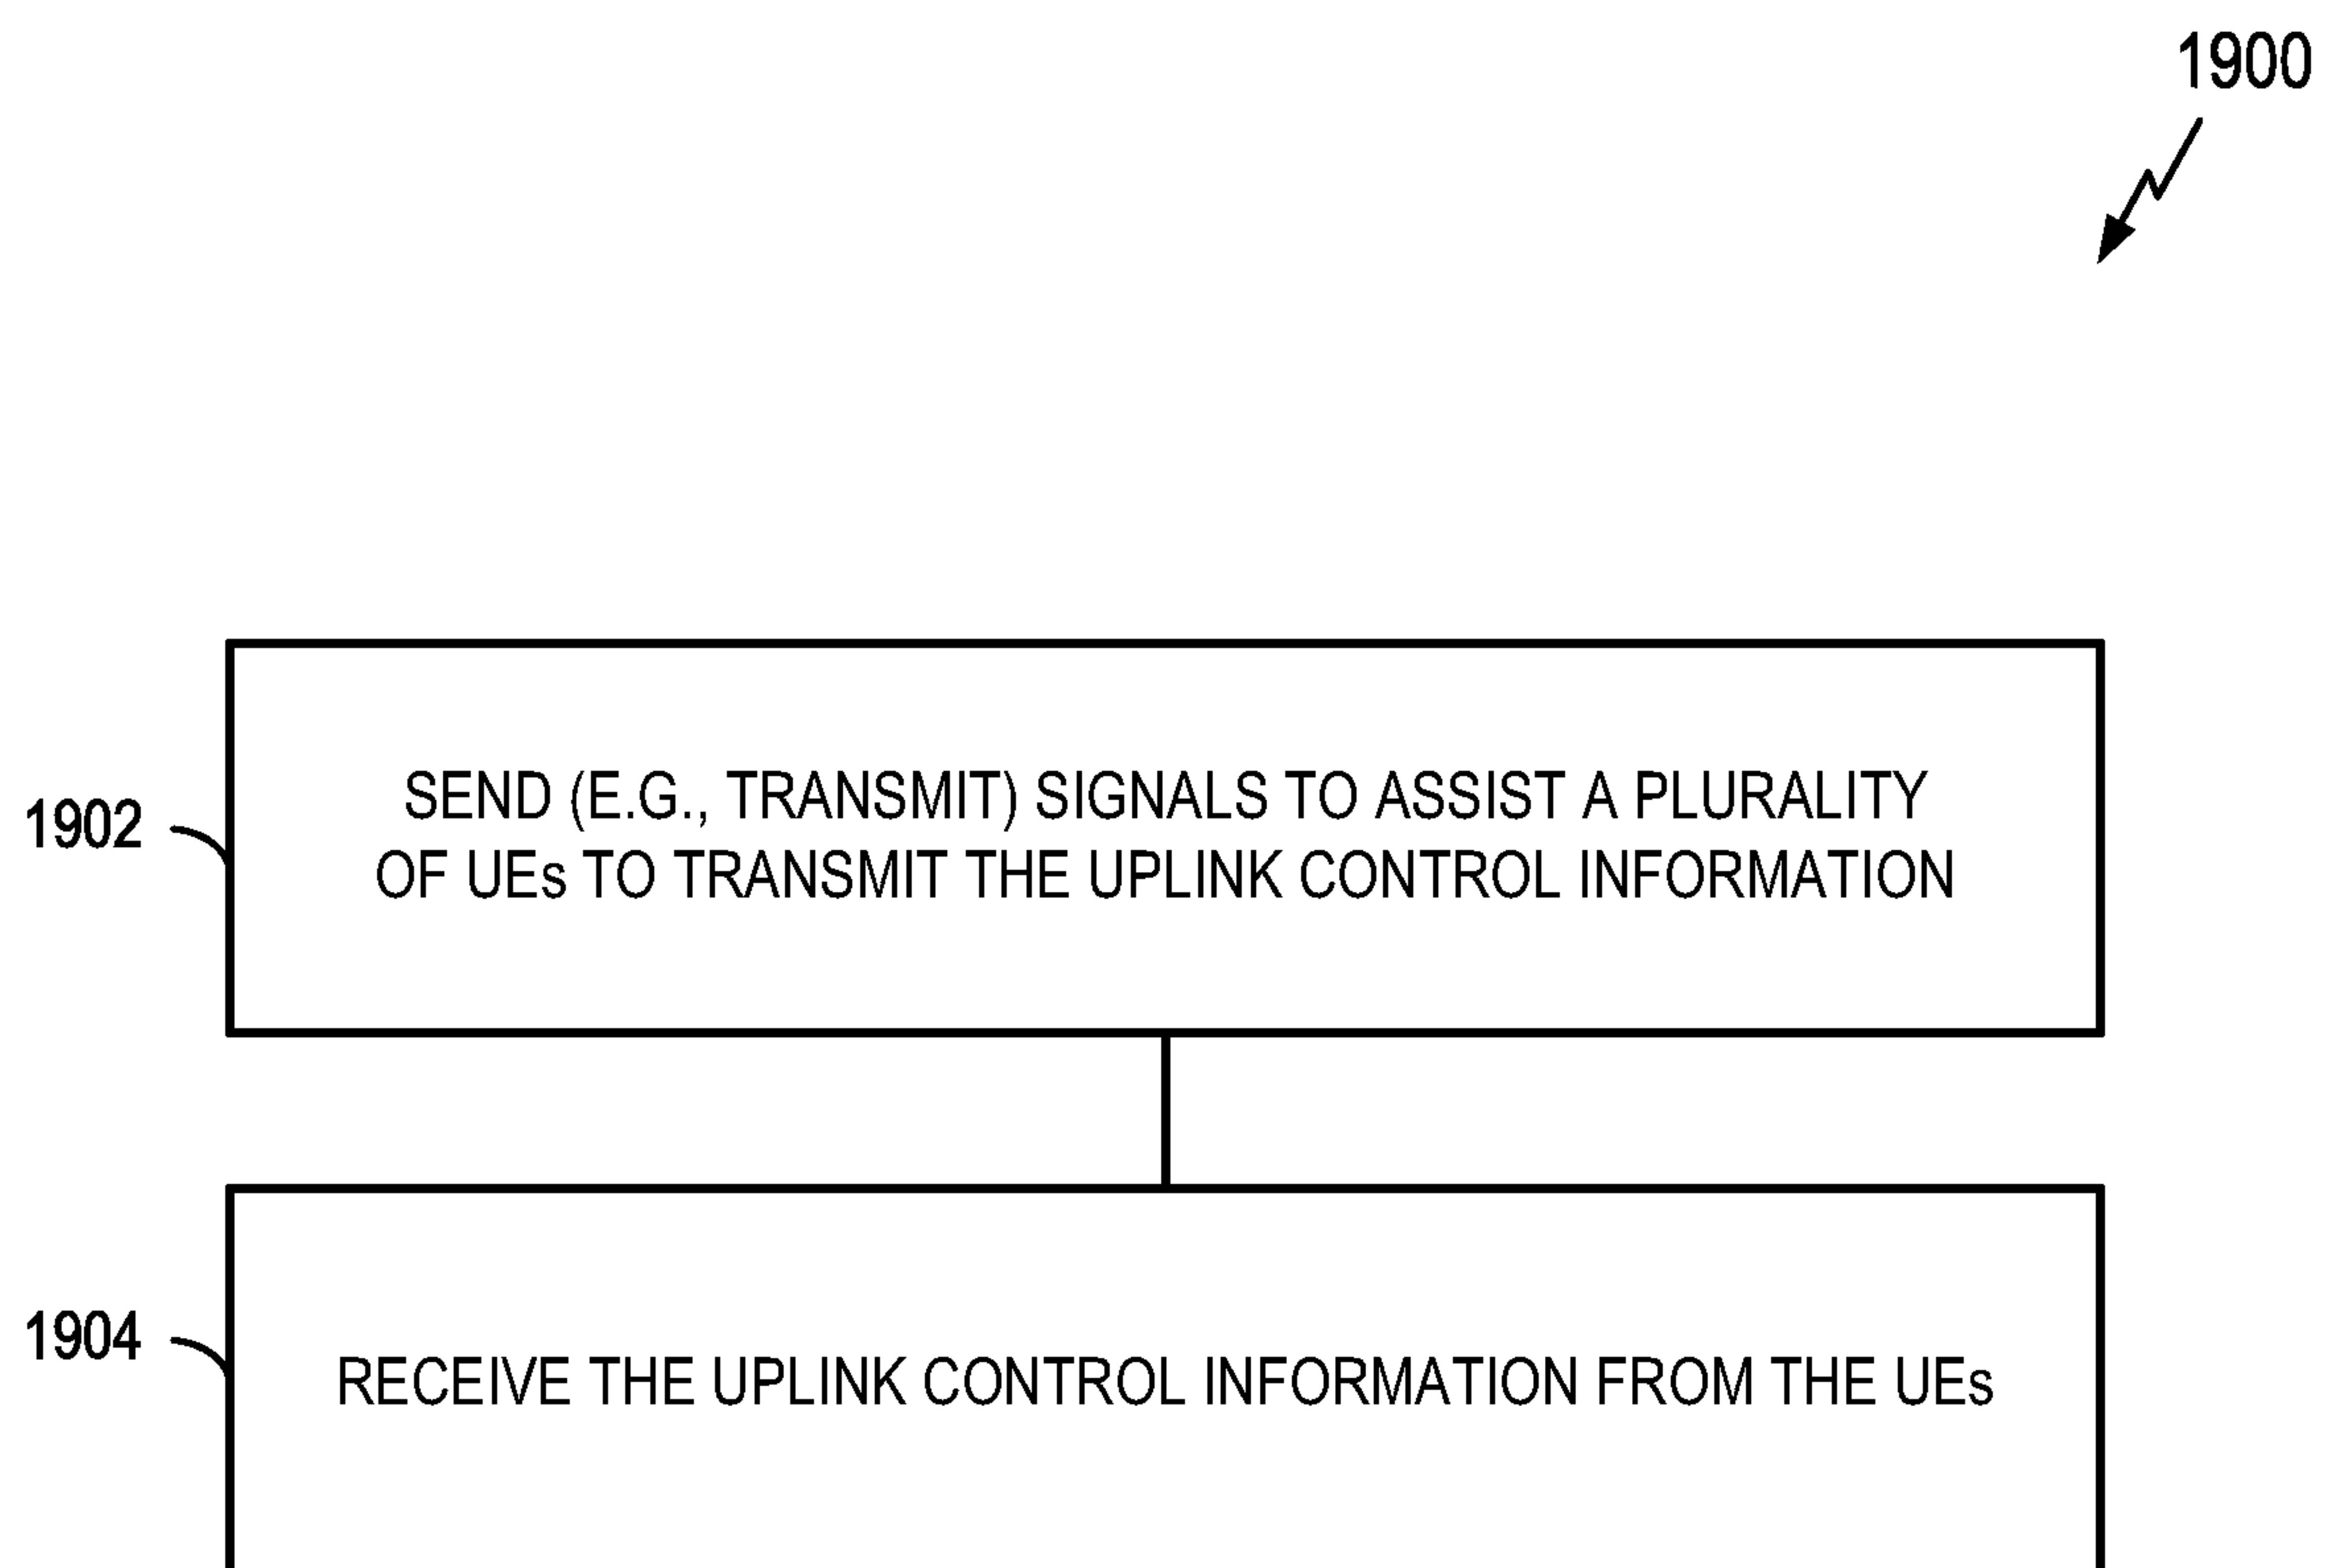 1900
1902
SEND (E.G., TRANSMIT) SIGNALS TO ASSIST A PLURALITY
OF UEs TO TRANSMIT THE UPLINK CONTROL INFORMATION
1904
RECEIVE THE UPLINK CONTROL INFORMATION FROM THE UEs